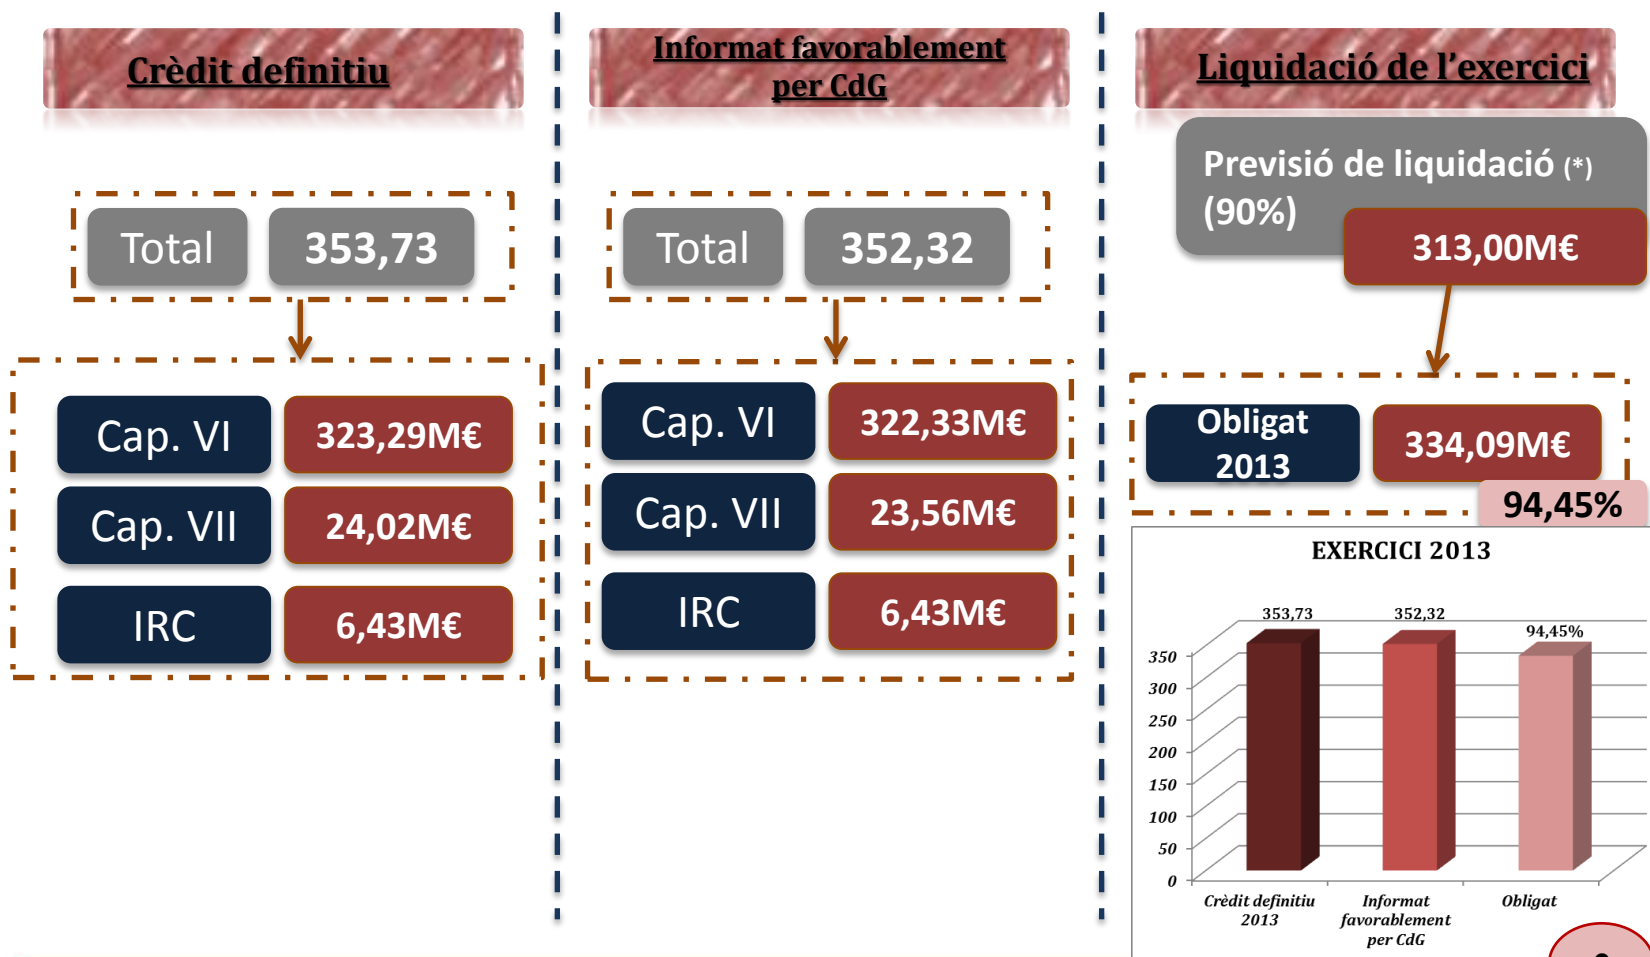 Crèdit definitiu
Total
353,73
Cap. VI
323,29M€
Cap. VII
24,02M€
IRC
6,43M€
Informat favorablement
per CdG
Total
352,32
Cap. VI
322,33M€
Cap. VII
23,56M€
IRC
6,43M€
Liquidació de l’exercici
Previsió de liquidació (*)
(90%)
313,00M€
Obligat
2013
334,09M€
94,45%
EXERCICI 2013
353,73
352,32
94,45%
350
300
250
200
150
100
50
0
Crèdit definitiu
2013
Informat
favorablement
per CdG
Obligat